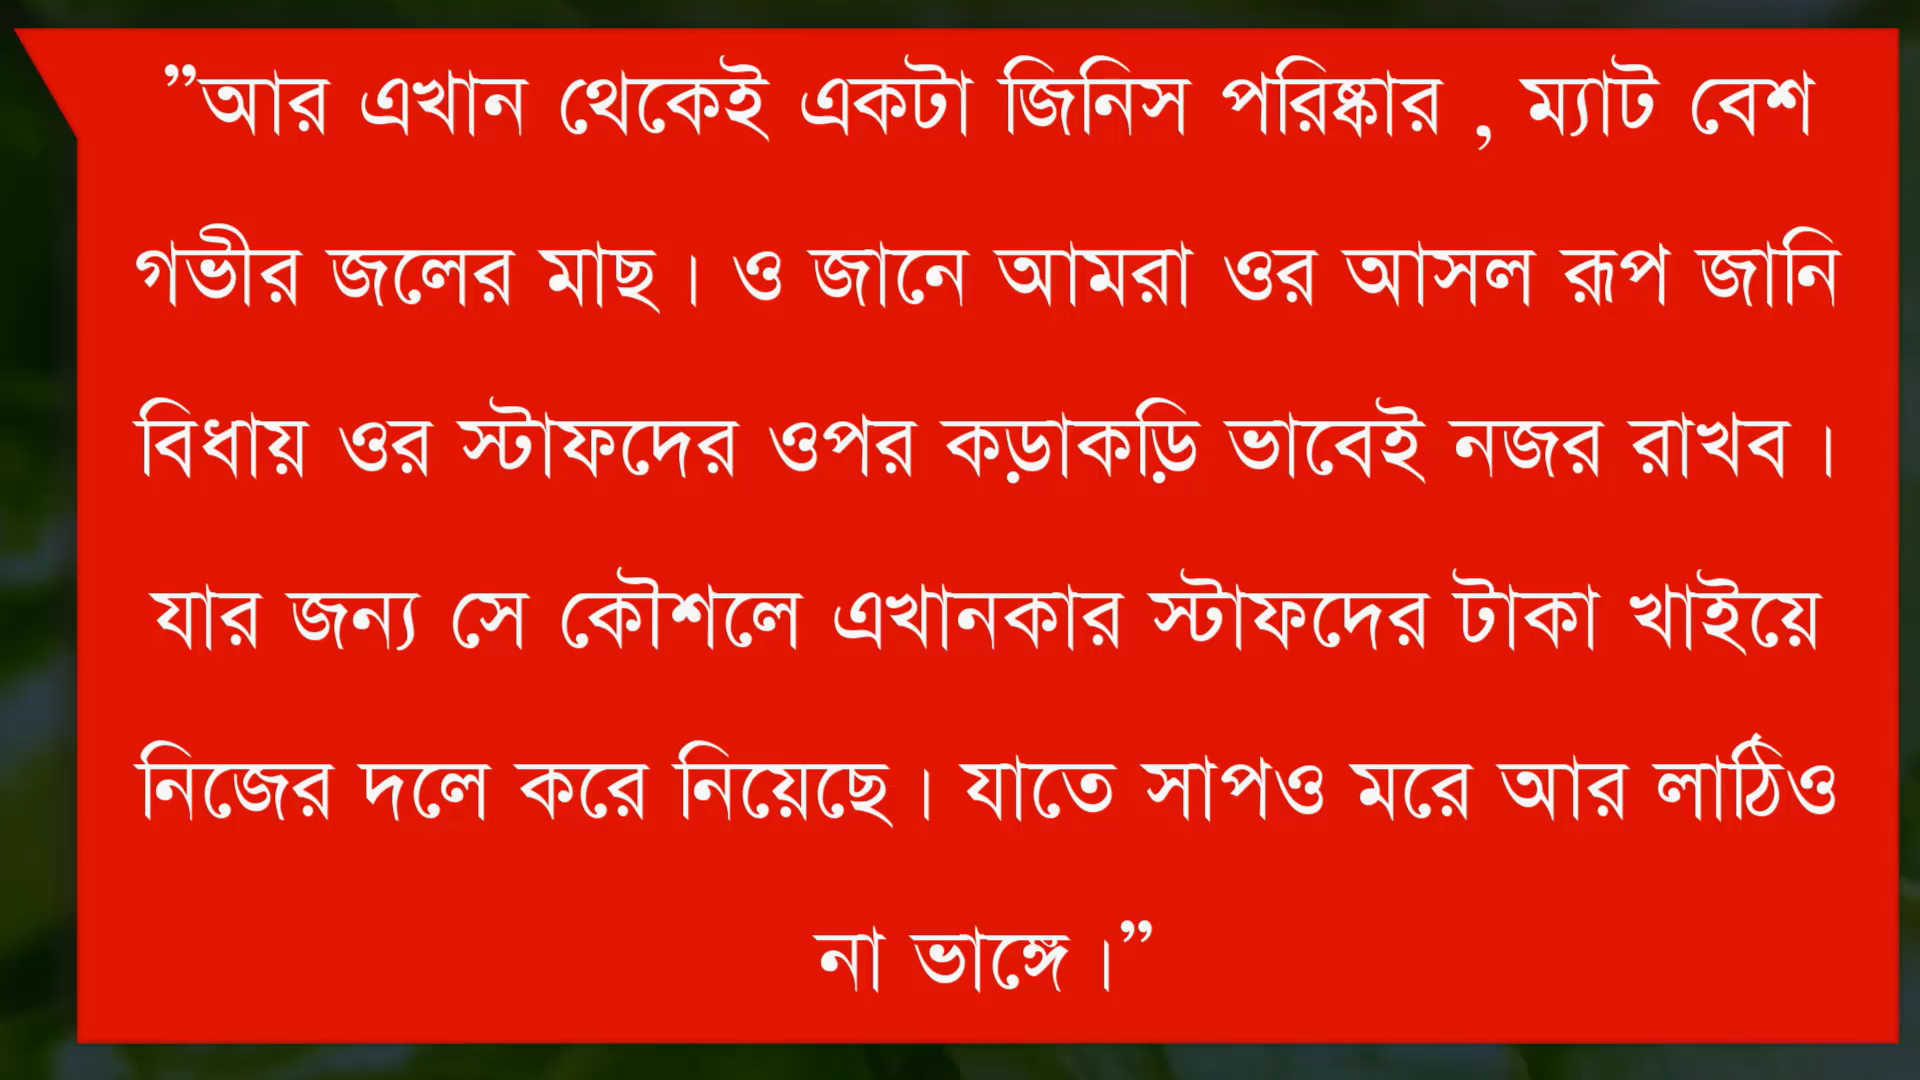 ”আর এখান থেকেই একটা জিনিস পরিষ্কার , ম্যাট বেশ
গভীর জলের মাছ । ও জানে আমরা ওর আসল রূপ জানি
বিধায় ওর স্টাফদের ওপর কড়াকড়ি ভাবেই নজর রাখব ।
যার জন্য সে কৌশলে এখানকার স্টাফদের টাকা খাইয়ে
নিজের দলে করে নিয়েছে । যাতে সাপও মরে আর লাঠিও
না ভাঙ্গে ।”